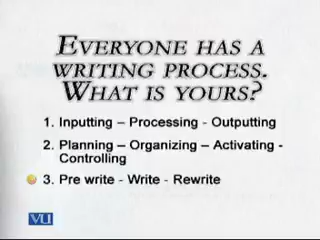 EVERYONE HAS A
WRITING PROCESS.
WHAT IS YOURS?
1. Inputting – Processing - Outputting
2. Planning – Organizing – Activating -
Controlling
3. Pre write - Write - Rewrite
VU